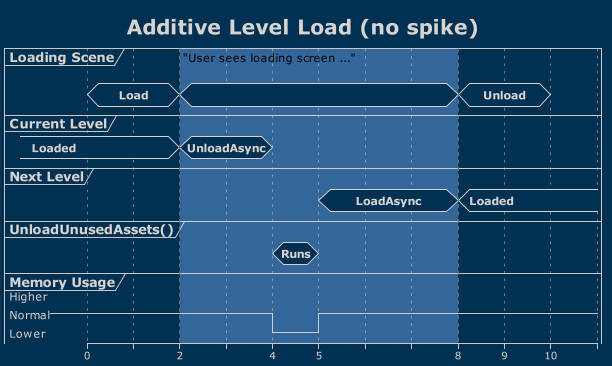 Additive Level Load (no spike)
Loading Scene
"User sees loading screen ..."
Load
Unload
Current Level
Loaded
UnloadAsync
Next Level
LoadAsync
Loaded
UnloadUnusedAssets()
Runs
Memory Usage
Higher
Normal
Lower
0 2 4 5 8 10